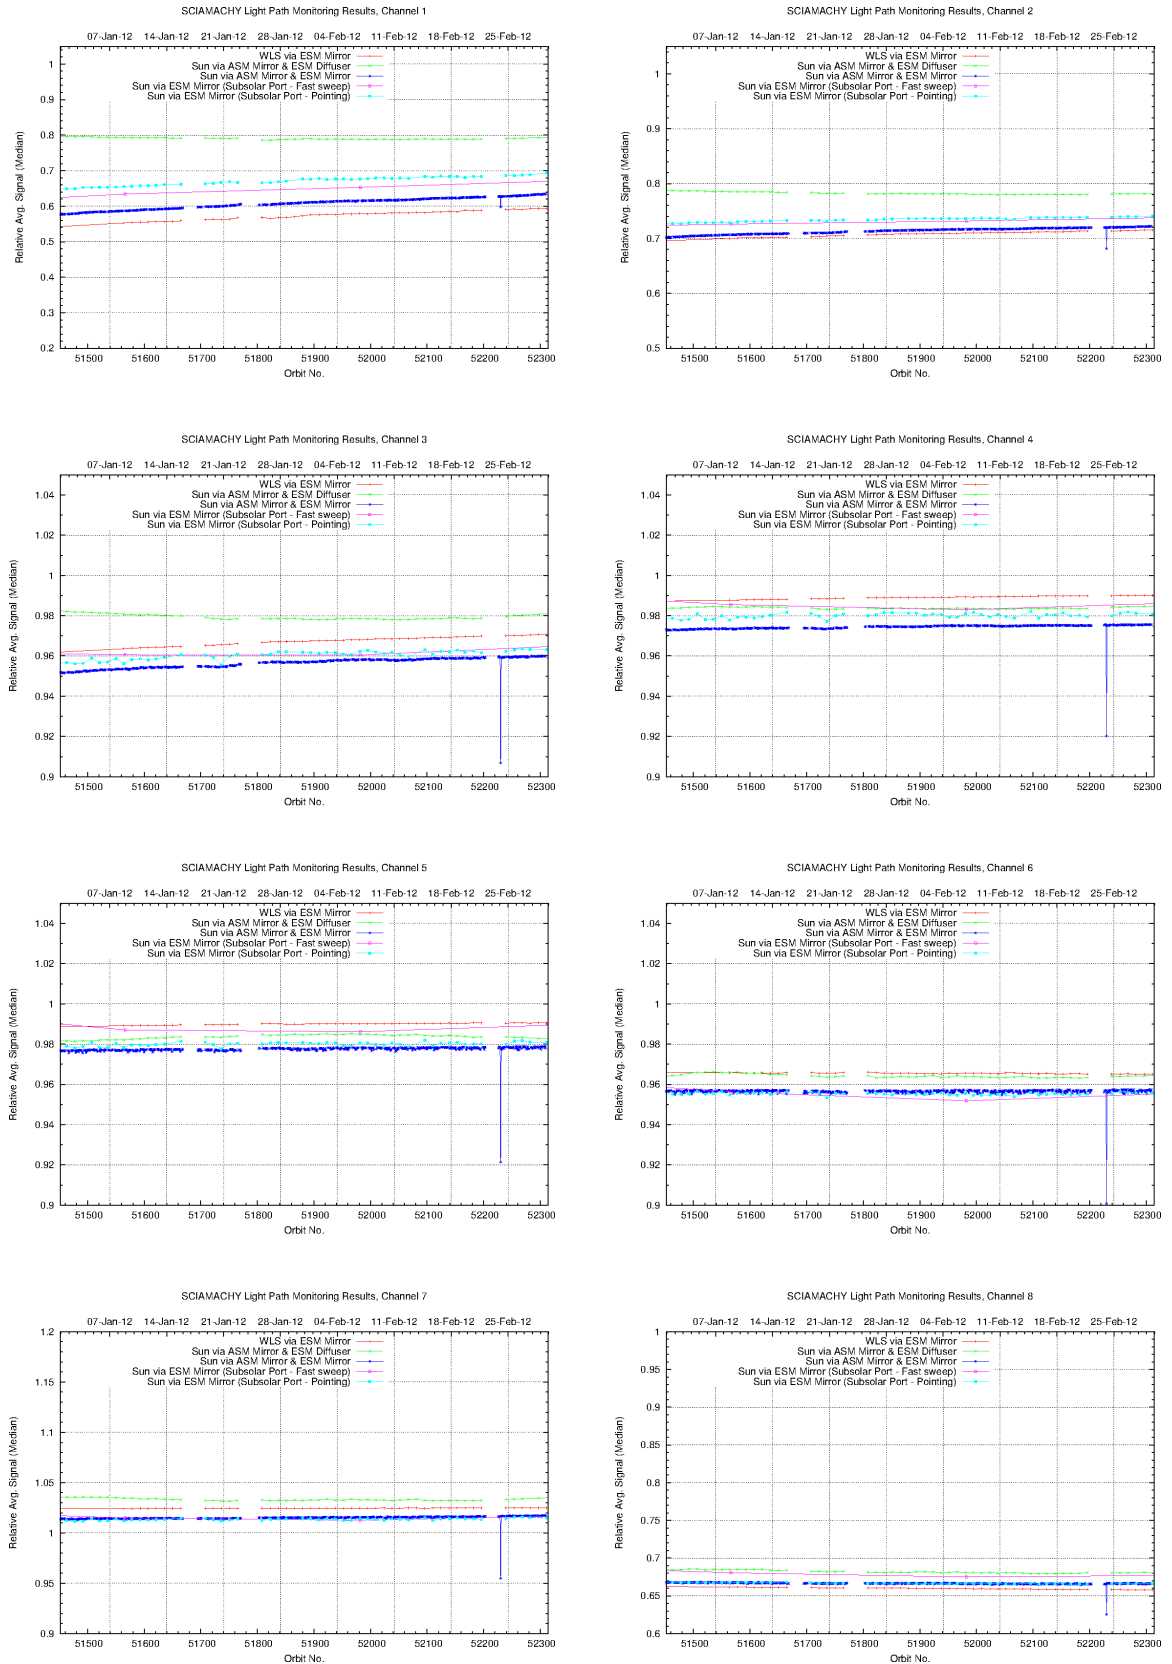 SCIAMACHY Light Path Monitoring Results, Channel 1
07-Jan-12 14-Jan-12 21-Jan-12 28-Jan-12 04-Feb-12 11-Feb-12 18-Feb-12 25-Feb-12
WLS via ESM Mirror
Sun via ASM Mirror & ESM Diffuser
Sun via ASM Mirror & ESM Mirror
Sun via ESM Mirror (Subsolar Port - Fast sweep)
Sun via ESM Mirror (Subsolar Port - Pointing)
Relative Avg. Signal (Median)
1
0.9
0.8
0.7
0.6
0.5
0.4
0.3
0.2
51500 51600 51700 51800 51900 52000 52100 52200 52300
Orbit No.
SCIAMACHY Light Path Monitoring Results, Channel 2
07-Jan-12 14-Jan-12 21-Jan-12 28-Jan-12 04-Feb-12 11-Feb-12 18-Feb-12 25-Feb-12
WLS via ESM Mirror
Sun via ASM Mirror & ESM Diffuser
Sun via ASM Mirror & ESM Mirror
Sun via ESM Mirror (Subsolar Port - Fast sweep)
Sun via ESM Mirror (Subsolar Port - Pointing)
Relative Avg. Signal (Median)
1
0.9
0.8
0.7
0.6
0.5
51500 51600 51700 51800 51900 52000 52100 52200 52300
Orbit No.
SCIAMACHY Light Path Monitoring Results, Channel 3
07-Jan-12 14-Jan-12 21-Jan-12 28-Jan-12 04-Feb-12 11-Feb-12 18-Feb-12 25-Feb-12
WLS via ESM Mirror
Sun via ASM Mirror & ESM Diffuser
Sun via ASM Mirror & ESM Mirror
Sun via ESM Mirror (Subsolar Port - Fast sweep)
Sun via ESM Mirror (Subsolar Port - Pointing)
Relative Avg. Signal (Median)
1.04
1.02
1
0.98
0.96
0.94
0.92
0.9
51500 51600 51700 51800 51900 52000 52100 52200 52300
Orbit No.
SCIAMACHY Light Path Monitoring Results, Channel 4
07-Jan-12 14-Jan-12 21-Jan-12 28-Jan-12 04-Feb-12 11-Feb-12 18-Feb-12 25-Feb-12
WLS via ESM Mirror
Sun via ASM Mirror & ESM Diffuser
Sun via ASM Mirror & ESM Mirror
Sun via ESM Mirror (Subsolar Port - Fast sweep)
Sun via ESM Mirror (Subsolar Port - Pointing)
Relative Avg. Signal (Median)
1.04
1.02
1
0.98
0.96
0.94
0.92
0.9
51500 51600 51700 51800 51900 52000 52100 52200 52300
Orbit No.
SCIAMACHY Light Path Monitoring Results, Channel 5
07-Jan-12 14-Jan-12 21-Jan-12 28-Jan-12 04-Feb-12 11-Feb-12 18-Feb-12 25-Feb-12
WLS via ESM Mirror
Sun via ASM Mirror & ESM Diffuser
Sun via ASM Mirror & ESM Mirror
Sun via ESM Mirror (Subsolar Port - Fast sweep)
Sun via ESM Mirror (Subsolar Port - Pointing)
Relative Avg. Signal (Median)
1.04
1.02
1
0.98
0.96
0.94
0.92
0.9
51500 51600 51700 51800 51900 52000 52100 52200 52300
Orbit No.
SCIAMACHY Light Path Monitoring Results, Channel 6
07-Jan-12 14-Jan-12 21-Jan-12 28-Jan-12 04-Feb-12 11-Feb-12 18-Feb-12 25-Feb-12
WLS via ESM Mirror
Sun via ASM Mirror & ESM Diffuser
Sun via ASM Mirror & ESM Mirror
Sun via ESM Mirror (Subsolar Port - Fast sweep)
Sun via ESM Mirror (Subsolar Port - Pointing)
Relative Avg. Signal (Median)
1.04
1.02
1
0.98
0.96
0.94
0.92
0.9
51500 51600 51700 51800 51900 52000 52100 52200 52300
Orbit No.
SCIAMACHY Light Path Monitoring Results, Channel 7
07-Jan-12 14-Jan-12 21-Jan-12 28-Jan-12 04-Feb-12 11-Feb-12 18-Feb-12 25-Feb-12
WLS via ESM Mirror
Sun via ASM Mirror & ESM Diffuser
Sun via ASM Mirror & ESM Mirror
Sun via ESM Mirror (Subsolar Port - Fast sweep)
Sun via ESM Mirror (Subsolar Port - Pointing)
Relative Avg. Signal (Median)
1.2
1.15
1.1
1.05
1
0.95
0.9
51500 51600 51700 51800 51900 52000 52100 52200 52300
Orbit No.
SCIAMACHY Light Path Monitoring Results, Channel 8
07-Jan-12 14-Jan-12 21-Jan-12 28-Jan-12 04-Feb-12 11-Feb-12 18-Feb-12 25-Feb-12
WLS via ESM Mirror
Sun via ASM Mirror & ESM Diffuser
Sun via ASM Mirror & ESM Mirror
Sun via ESM Mirror (Subsolar Port - Fast sweep)
Sun via ESM Mirror (Subsolar Port - Pointing)
Relative Avg. Signal (Median)
1
0.95
0.9
0.85
0.8
0.75
0.7
0.65
0.6
51500 51600 51700 51800 51900 52000 52100 52200 52300
Orbit No.